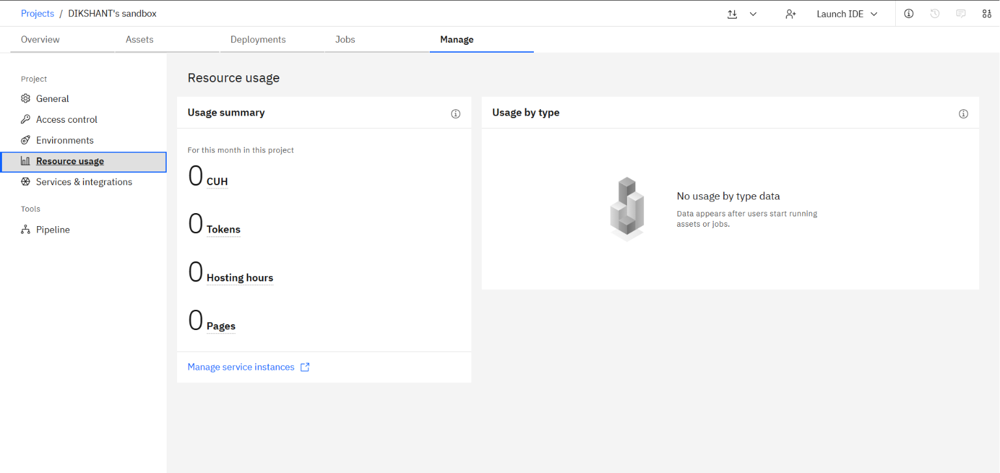 Projects / DIKSHANT's sandbox
Launch IDE
Overview
Assets
Deployments
Jobs
Manage
Project
General
Access control
Environments
Resource usage
Services & integrations
Tools
Pipeline
Resource usage
Usage summary
For this month in this project
0 CUH
0 Tokens
0 Hosting hours
0 Pages
Manage service instances
Usage by type
No usage by type data
Data appears after users start running
assets or jobs.